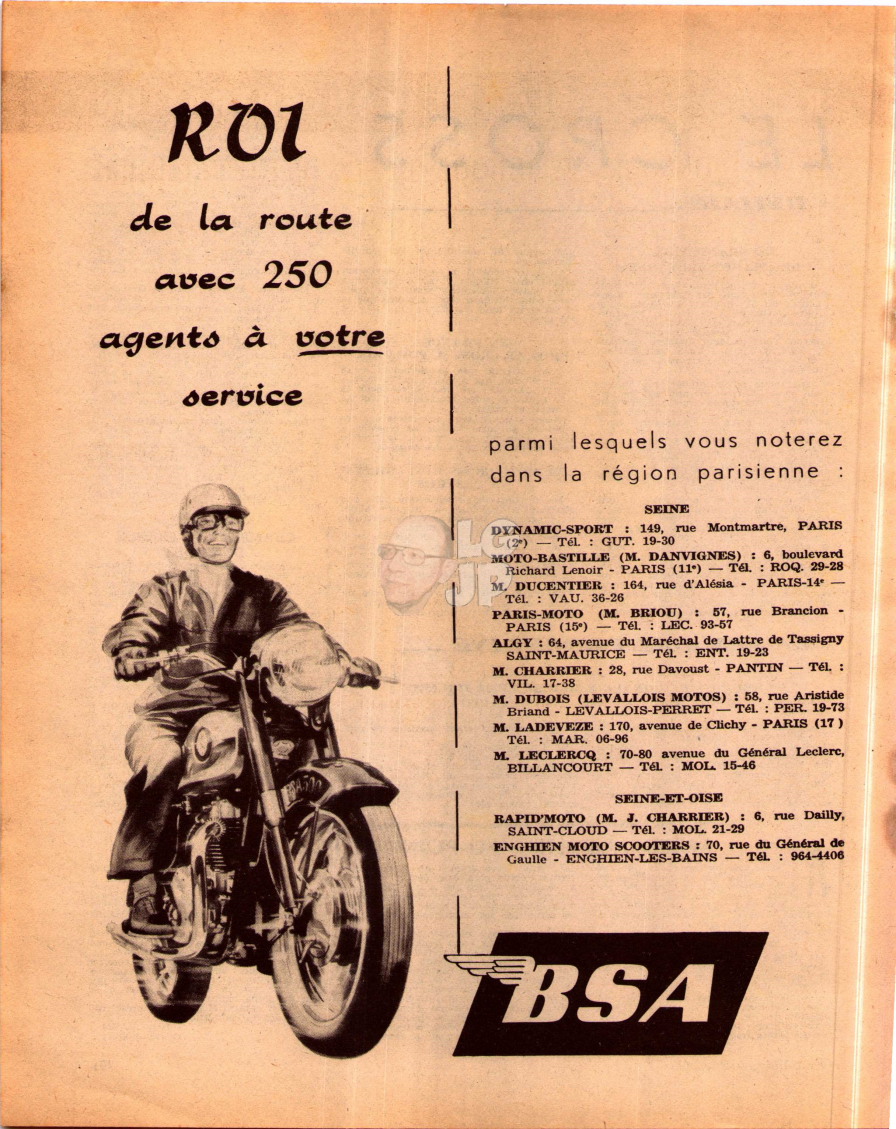 ROI
de la route
avec 250
agents à votre
service
parmi lesquels vous noterez
dans la région parisienne :
SEINE
DYNAMIC-SPORT : 149, rue Montmartre, PARIS
(2e) — Tél. : GUT. 19-30
MOTO-BASTILLE (M. DANVIGNES) : 6, boulevard
Richard Lenoir - PARIS (11e) — Tél. : ROQ. 29-28
M. DUCENTIER : 164, rue d'Alésia - PARIS-14e —
Tél. : VAU. 36-26
PARIS-MOTO (M. BRIOU) : 57, rue Brancion -
PARIS (15e) — Tél. : LEC. 93-57
ALGY : 64, avenue du Maréchal de Lattre de Tassigny
SAINT-MAURICE — Tél. : ENT. 19-23
M. CHARRIER : 28, rue Davoust - PANTIN — Tél. :
VIL. 17-38
M. DUBOIS (LEVALLOIS MOTOS) : 58, rue Aristide
Briand - LEVALLOIS-PERRET — Tél. : PER. 19-73
M. LADEVEZE : 170, avenue de Clichy - PARIS (17 )
Tél. : MAR. 06-96
M. LECLERCQ : 70-80 avenue du Général Leclerc,
BILLANCOURT — Tél. : MOL. 15-46
SEINE-ET-OISE
RAPID'MOTO (M. J. CHARRIER) : 6, rue Dailly,
SAINT-CLOUD — Tél. : MOL. 21-29
ENGHIEN MOTO SCOOTERS : 70, rue du Général de
Gaulle - ENGHIEN-LES-BAINS — Tél. : 964-4406
BSA
LG
JP